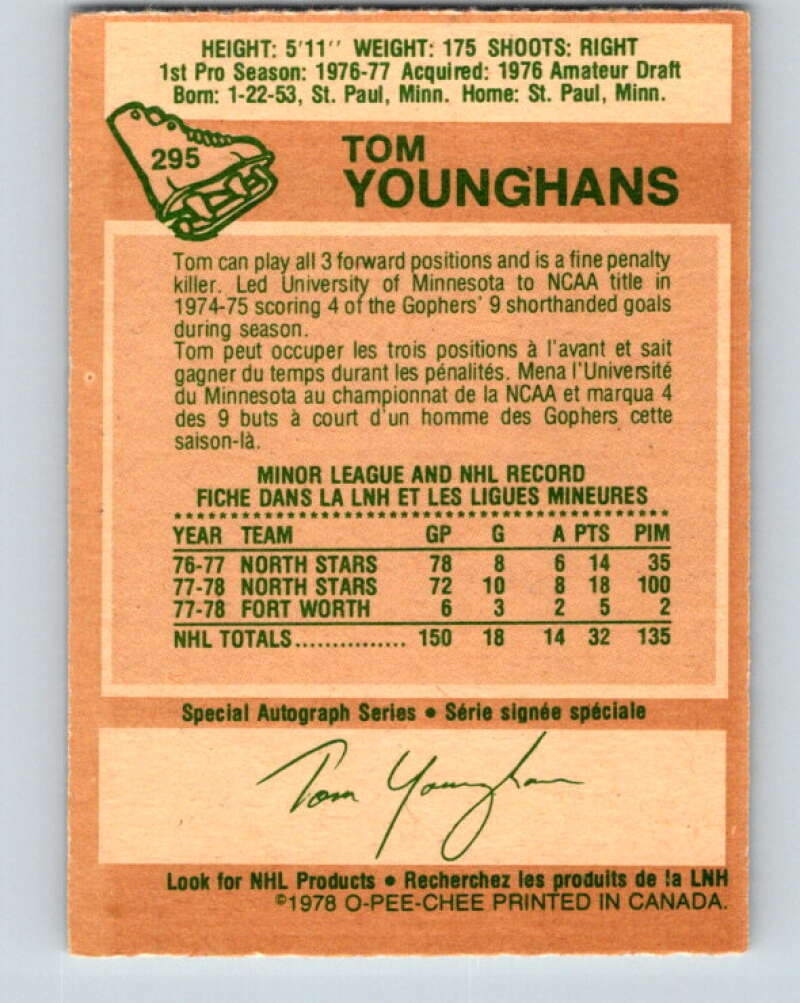 HEIGHT: 5'11'' WEIGHT: 175 SHOOTS: RIGHT
1st Pro Season: 1976-77 Acquired: 1976 Amateur Draft
Born: 1-22-53, St. Paul, Minn. Home: St. Paul, Minn.
295
TOM
YOUNGHANS
Tom can play all 3 forward positions and is a fine penalty
killer. Led University of Minnesota to NCAA title in
1974-75 scoring 4 of the Gophers' 9 shorthanded goals
during season.
Tom peut occuper les trois positions à l'avant et sait
gagner du temps durant les pénalités. Mena l'Université
du Minnesota au championnat de la NCAA et marqua 4
des 9 buts à court d'un homme des Gophers cette
saison-là.
MINOR LEAGUE AND NHL RECORD
FICHE DANS LA LNH ET LES LIGUES MINEURES
YEAR TEAM GP G A PTS PIM
76-77 NORTH STARS 78 8 6 14 35
77-78 NORTH STARS 72 10 8 18 100
77-78 FORT WORTH 6 3 2 5 2
NHL TOTALS............... 150 18 14 32 135
Special Autograph Series • Série signée spéciale
Tom Younghans
Look for NHL Products • Recherchez les produits de la LNH
©1978 O-PEE-CHEE PRINTED IN CANADA.